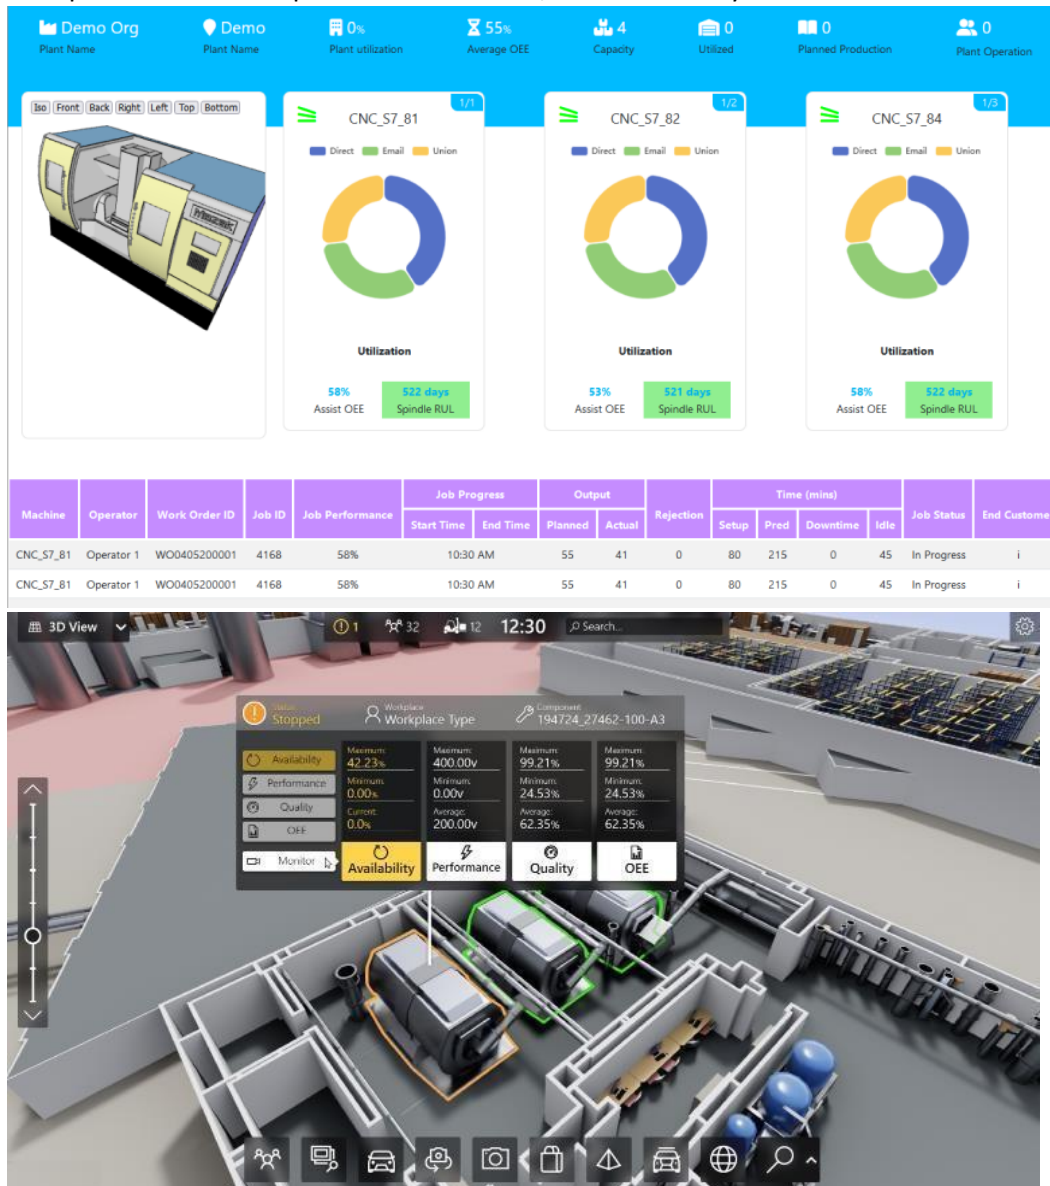 Demo Org
Plant Name
Demo
Plant Name
0%
Plant utilization
55%
Average OEE
4
Capacity
0
Utilized
0
Planned Production
0
Plant Operation
Iso Front Back Right Left Top Bottom
1/1
CNC_S7_81
Direct Email Union
Utilization
58%
Assist OEE
522 days
Spindle RUL
1/2
CNC_S7_82
Direct Email Union
Utilization
53%
Assist OEE
521 days
Spindle RUL
1/3
CNC_S7_84
Direct Email Union
Utilization
58%
Assist OEE
522 days
Spindle RUL
Job Progress Output Time (mins)
Machine Operator Work Order ID Job ID Job Performance Rejection Job Status End Custome
Start Time End Time Planned Actual Setup Pred Downtime Idle
CNC_S7_81 Operator 1 WO0405200001 4168 58% 10:30 AM 55 41 0 80 215 0 45 In Progress i
CNC_S7_81 Operator 1 WO0405200001 4168 58% 10:30 AM 55 41 0 80 215 0 45 In Progress i
3D View 1 32 12 12:30 Search...
Status
Stopped
Workplace
Workplace Type
Component
194724_27462-100-A3
Availability
Performance
Quality
OEE
Monitor
Maximum:
42.23%
Minimum:
0.00%
Current:
0.0%
Availability
Maximum:
400.00v
Minimum:
0.00v
Average:
200.00v
Performance
Maximum:
99.21%
Minimum:
24.53%
Average:
62.35%
Quality
Maximum:
99.21%
Minimum:
24.53%
Average:
62.35%
OEE